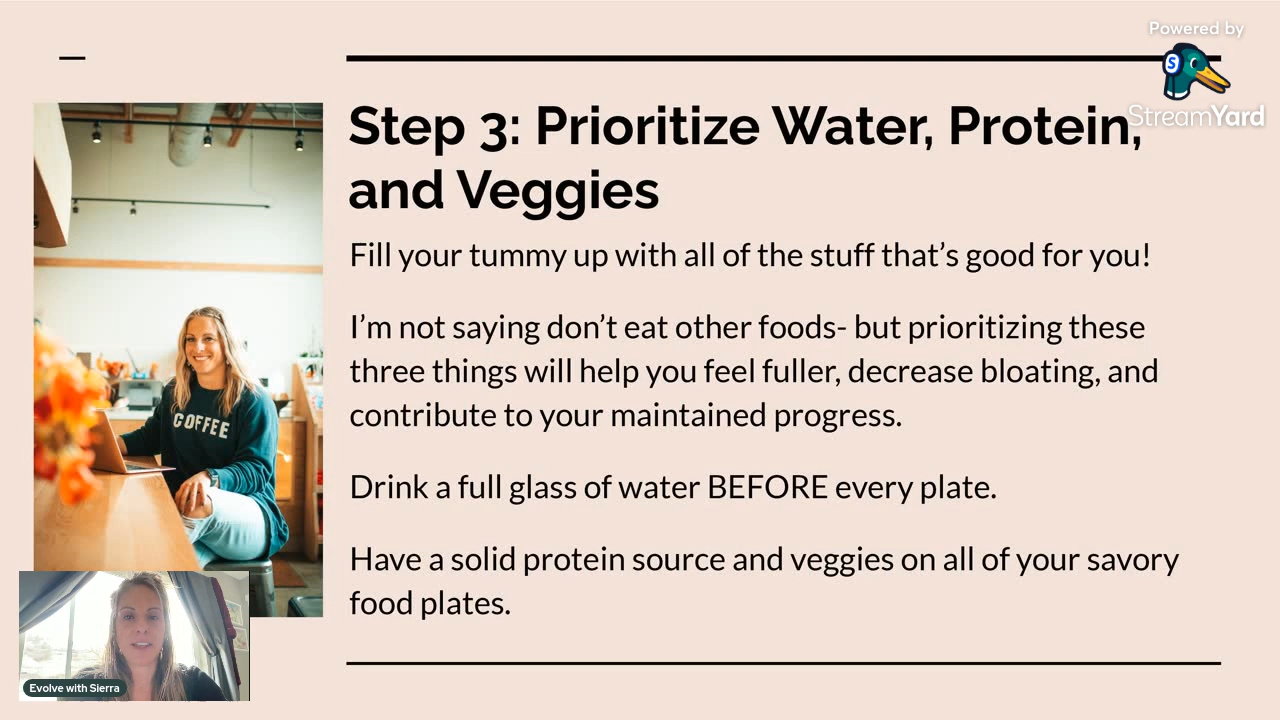 Powered by
S
StreamYard
Step 3: Prioritize Water, Protein,
and Veggies
Fill your tummy up with all of the stuff that’s good for you!
I’m not saying don’t eat other foods- but prioritizing these
three things will help you feel fuller, decrease bloating, and
contribute to your maintained progress.
Drink a full glass of water BEFORE every plate.
Have a solid protein source and veggies on all of your savory
food plates.
COFFEE
Evolve with Sierra